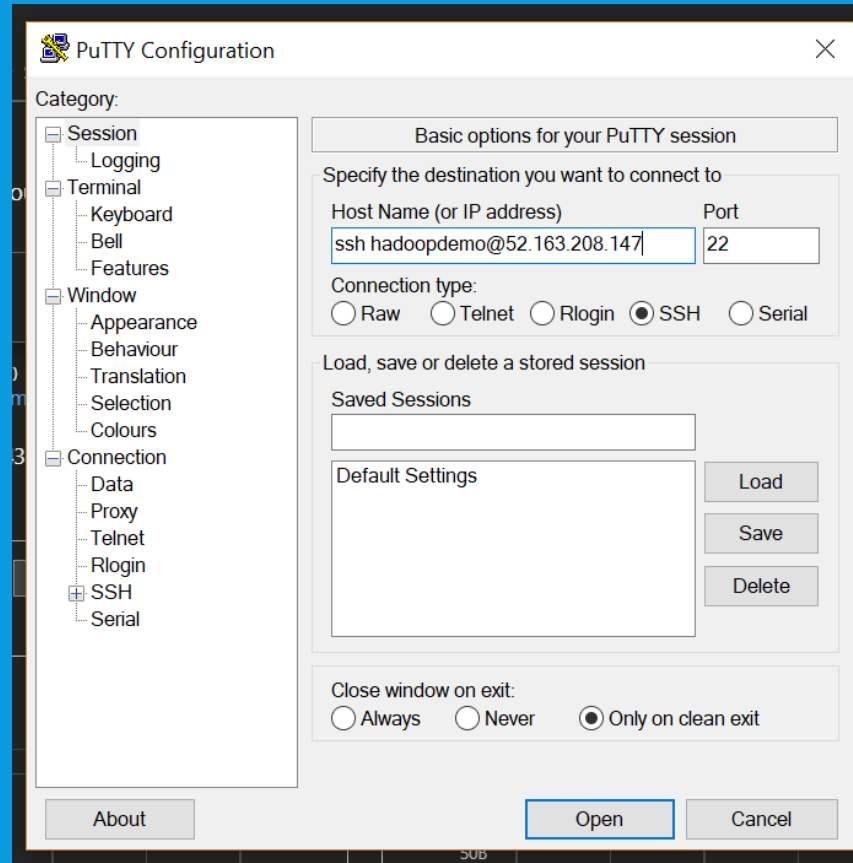 PuTTY Configuration
Category:
Session
Logging
Terminal
Keyboard
Bell
Features
Window
Appearance
Behaviour
Translation
Selection
Colours
Connection
Data
Proxy
Telnet
Rlogin
SSH
Serial
Basic options for your PuTTY session
Specify the destination you want to connect to
Host Name (or IP address) Port
ssh hadoopdemo@52.163.208.147 22
Connection type:
Raw Telnet Rlogin SSH Serial
Load, save or delete a stored session
Saved Sessions
Default Settings
Load
Save
Delete
Close window on exit:
Always Never Only on clean exit
About Open Cancel
50B